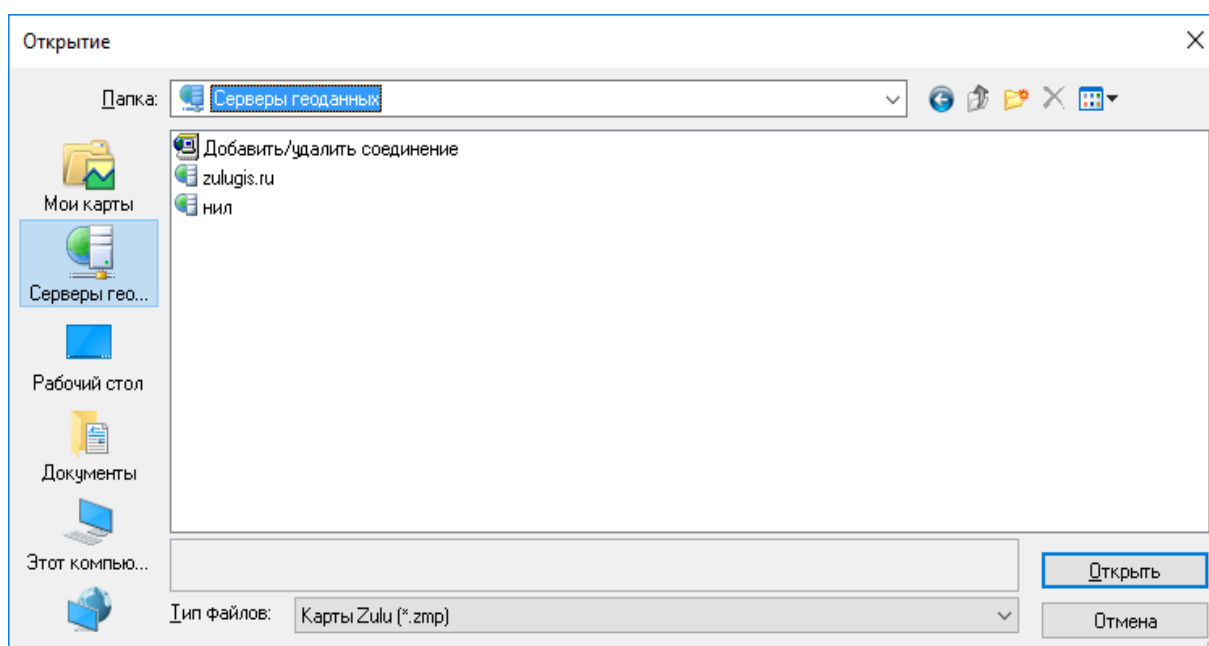 Открытие
Папка:
Серверы геоданных
Добавить/удалить соединение
zulugis.ru
нил
Мои карты
Серверы гео...
Рабочий стол
Документы
Этот компью...
Открыть
Тип файлов:
Карты Zulu (*.zmp)
Отмена